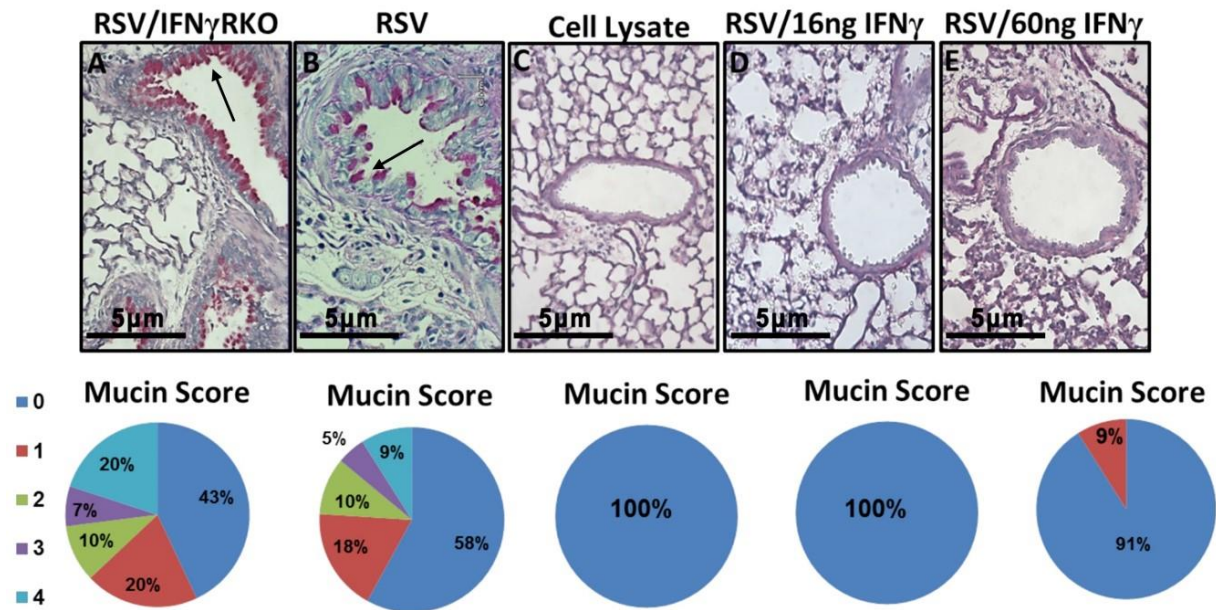 RSV/IFNγRKO
RSV
Cell Lysate
RSV/16ng IFNγ
RSV/60ng IFNγ
A
B
C
D
E
5μm
5μm
5μm
5μm
5μm
Mucin Score
Mucin Score
Mucin Score
Mucin Score
Mucin Score
0
1
2
3
4
43%
20%
10%
7%
20%
58%
18%
10%
5%
9%
100%
100%
91%
9%